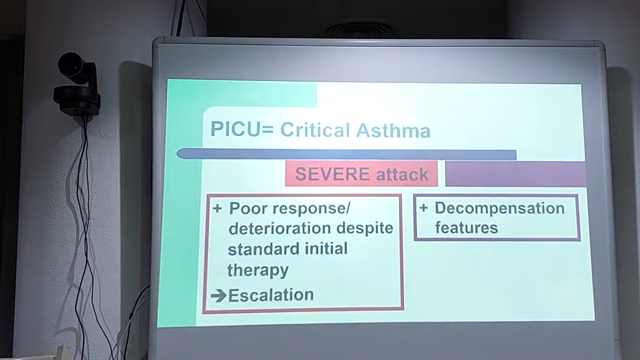 PICU= Critical Asthma
SEVERE attack
+ Poor response/
deterioration despite
standard initial
therapy
➔Escalation
+ Decompensation
features